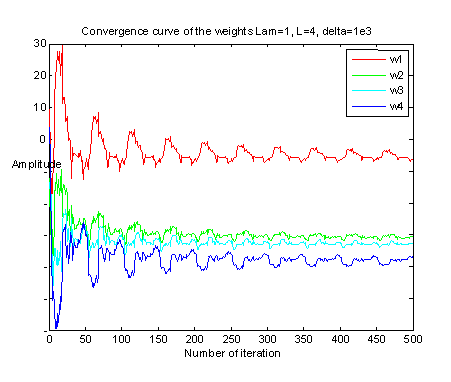 Convergence curve of the weights Lam=1, L=4, delta=1e3
30
20
10
0
Amplitude
w1
w2
w3
w4
0 50 100 150 200 250 300 350 400 450 500
Number of iteration